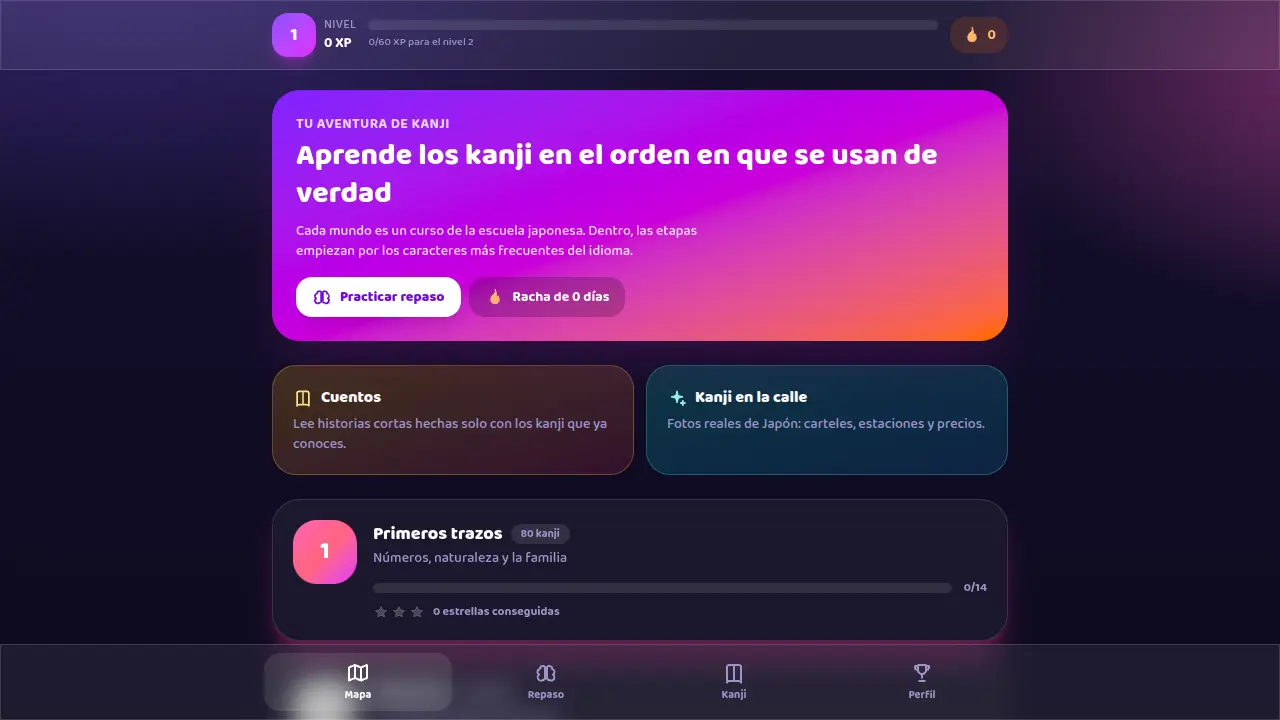 1
NIVEL
0 XP
0/60 XP para el nivel 2
0
TU AVENTURA DE KANJI
Aprende los kanji en el orden en que se usan de
verdad
Cada mundo es un curso de la escuela japonesa. Dentro, las etapas
empiezan por los caracteres más frecuentes del idioma.
Practicar repaso
Racha de 0 días
Cuentos
Lee historias cortas hechas solo con los kanji que ya
conoces.
Kanji en la calle
Fotos reales de Japón: carteles, estaciones y precios.
1
Primeros trazos
80 kanji
Números, naturaleza y la familia
0/14
0 estrellas conseguidas
Mapa
Repaso
Kanji
Perfil